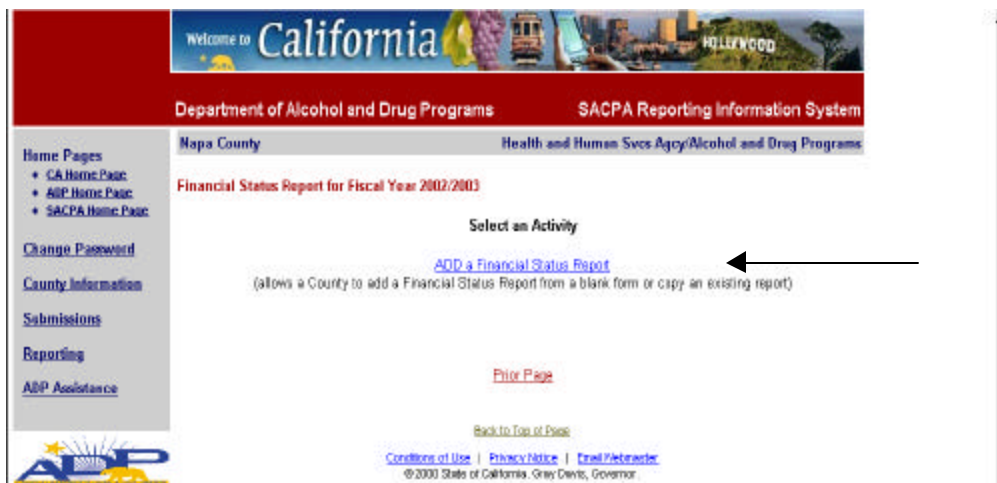 Welcome to California
HOLLYWOOD
Department of Alcohol and Drug Programs
SACPA Reporting Information System
Napa County
Health and Human Svcs Agcy/Alcohol and Drug Programs
Home Pages
CA Home Page
ADP Home Page
SACPA Home Page
Change Password
County Information
Submissions
Reporting
ADP Assistance
Financial Status Report for Fiscal Year 2002/2003
Select an Activity
ADD a Financial Status Report
(allows a County to add a Financial Status Report from a blank form or copy an existing report)
Prior Page
Back to Top of Page
Conditions of Use | Privacy Notice | Email Webmaster
© 2000 State of California. Gray Davis, Governor.
ADP